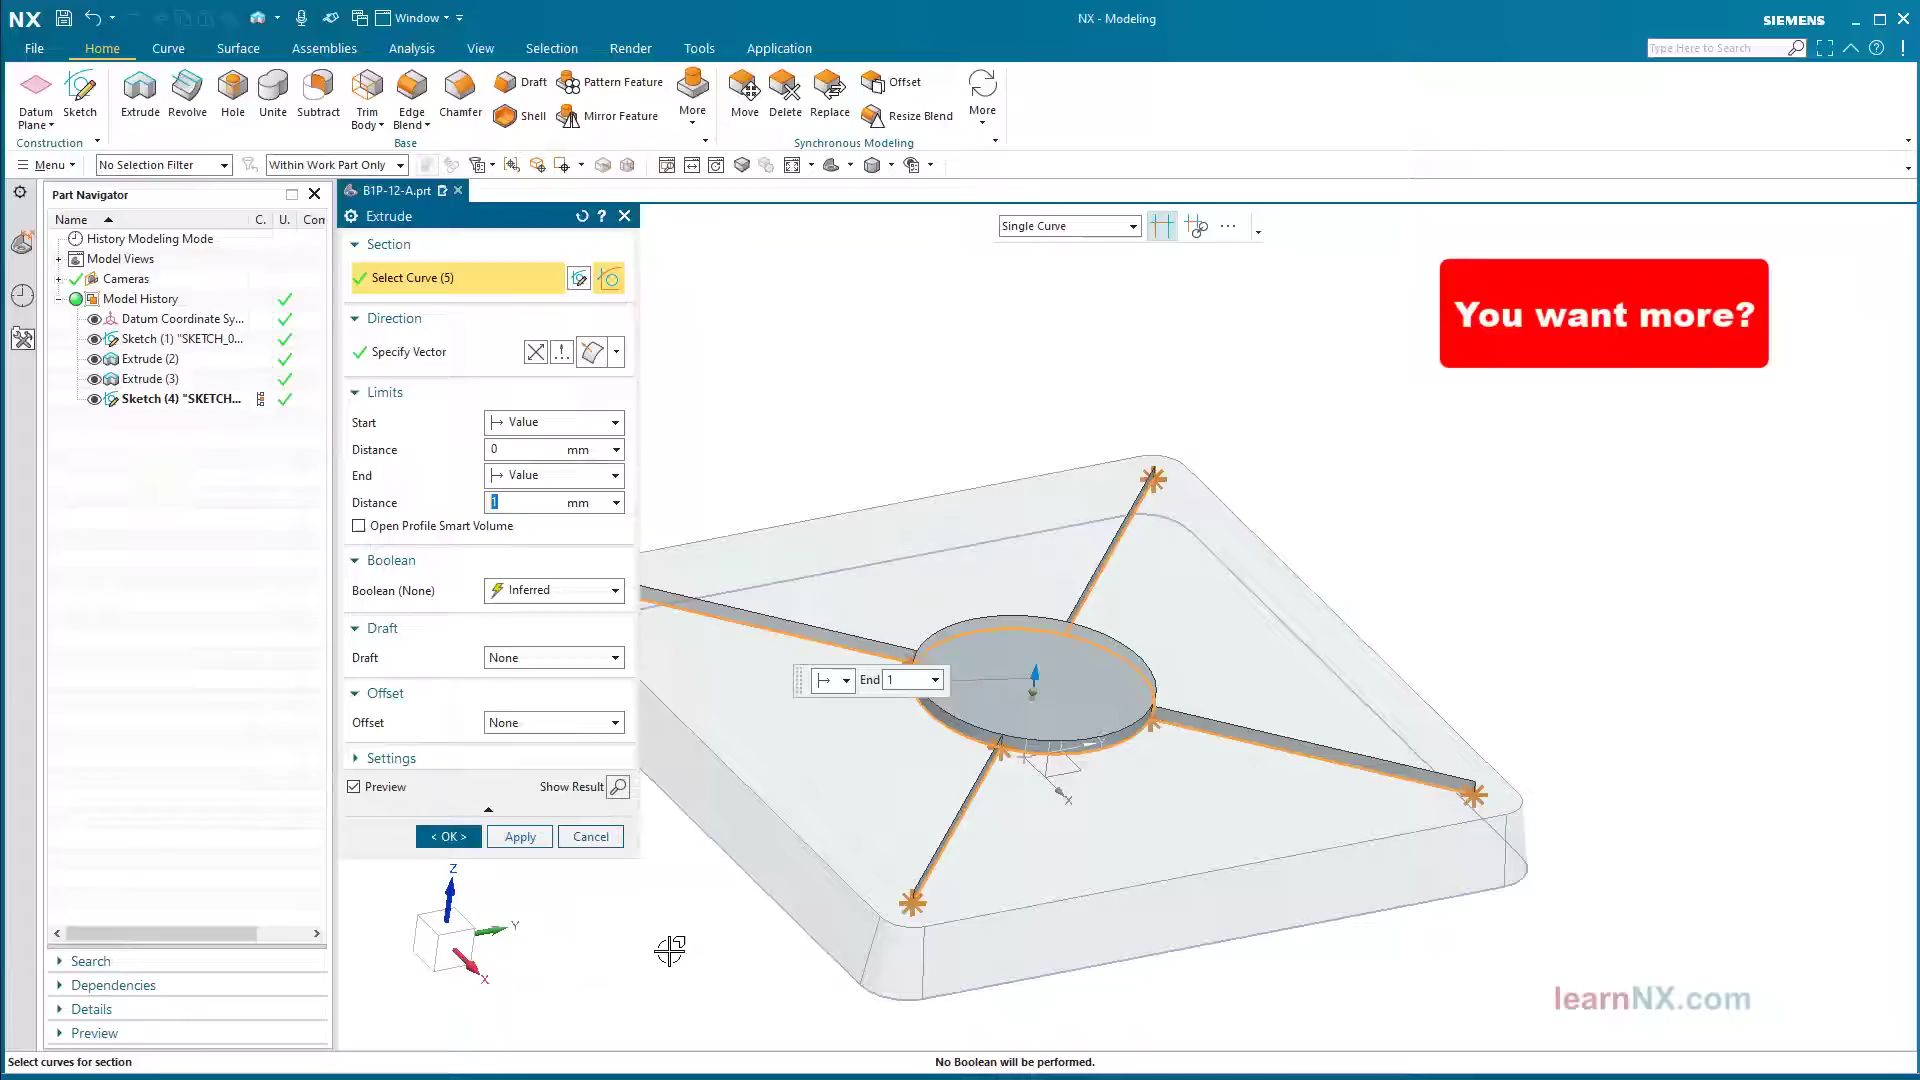 NX
Window
NX - Modeling
SIEMENS
File
Home
Curve
Surface
Assemblies
Analysis
View
Selection
Render
Tools
Application
Type Here to Search
Datum
Plane
Sketch
Extrude
Revolve
Hole
Unite
Subtract
Trim
Body
Edge
Blend
Chamfer
Draft
Shell
Pattern Feature
Mirror Feature
More
Move
Delete
Replace
Offset
Resize Blend
More
Construction
Base
Synchronous Modeling
Menu
No Selection Filter
Within Work Part Only
Part Navigator
Name
C.
U.
Con
History Modeling Mode
Model Views
Cameras
Model History
Datum Coordinate Sy...
Sketch (1) "SKETCH_0...
Extrude (2)
Extrude (3)
Sketch (4) "SKETCH...
Search
Dependencies
Details
Preview
B1P-12-A.prt
Extrude
Section
Select Curve (5)
Direction
Specify Vector
Limits
Start
Value
Distance
0
mm
End
Value
Distance
1
mm
Open Profile Smart Volume
Boolean
Boolean (None)
Inferred
Draft
Draft
None
Offset
Offset
None
Settings
Preview
Show Result
< OK >
Apply
Cancel
Single Curve
You want more?
End
1
X
Z
Y
X
learnNX.com
Select curves for section
No Boolean will be performed.